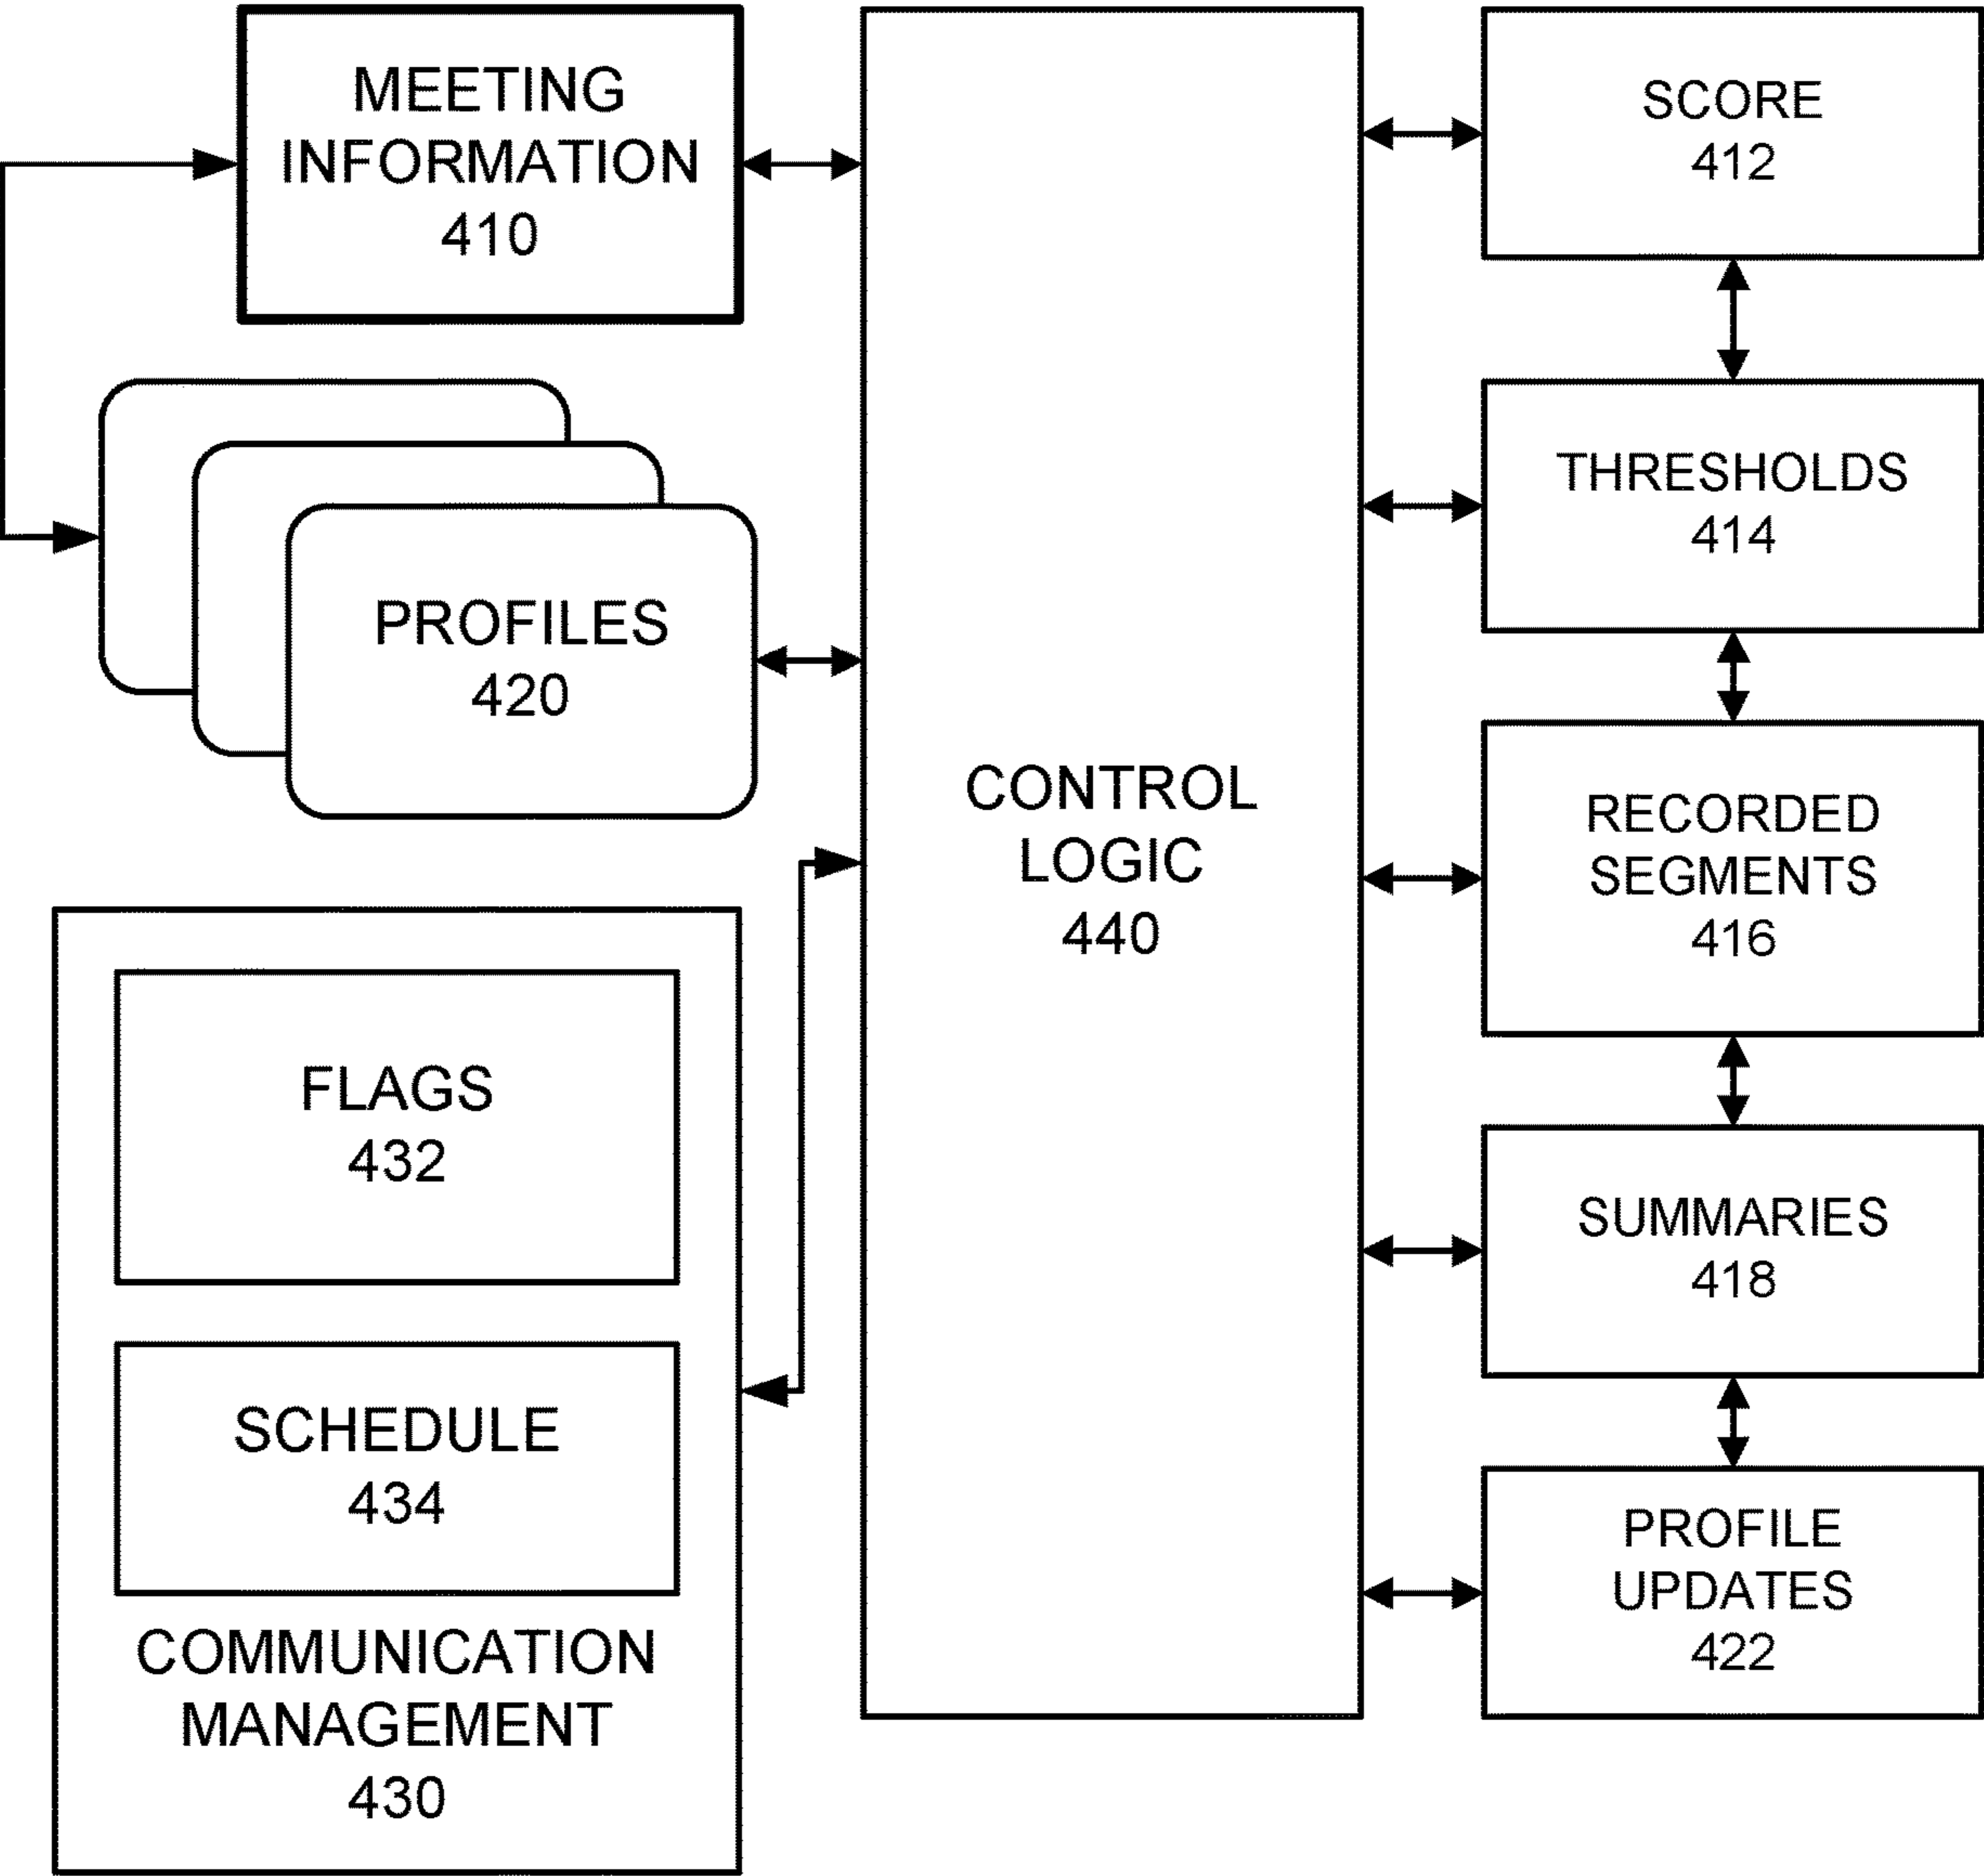 MEETING
INFORMATION
410
PROFILES
420
FLAGS
432
SCHEDULE
434
COMMUNICATION
MANAGEMENT
430
CONTROL
LOGIC
440
SCORE
412
THRESHOLDS
414
RECORDED
SEGMENTS
416
SUMMARIES
418
PROFILE
UPDATES
422